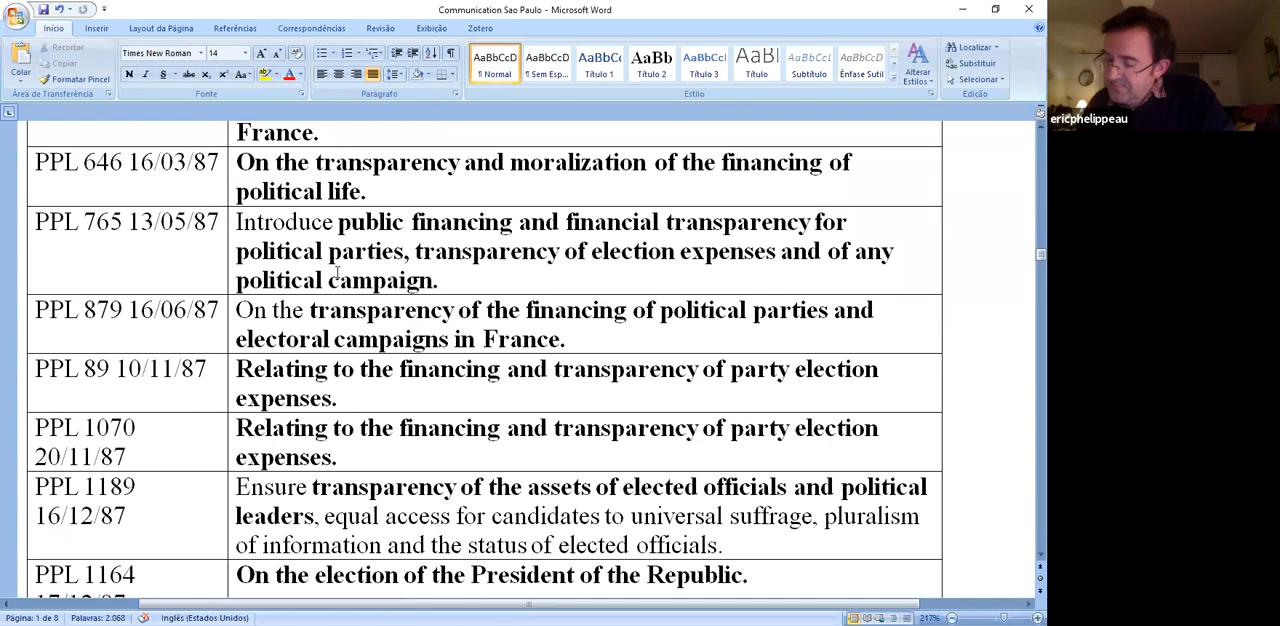 Communication Sao Paulo - Microsoft Word
Início Inserir Layout da Página Referências Correspondências Revisão Exibição Zotero
Colar
Recortar
Copiar
Formatar Pincel
Área de Transferência
Times New Roman 14
N I S abe x₂ x² Aa
Fonte
Parágrafo
AaBbCcD AaBbCcD AaBbC AaBb AaBbCcI AaBl AaBbCcL AaBbCcD
¶ Normal ¶ Sem Esp... Título 1 Título 2 Título 3 Título Subtítulo Ênfase Sutil
Estilo
Alterar
Estilos
Localizar
Substituir
Selecionar
Edição
ericphelippeau
France.
PPL 646 16/03/87 On the transparency and moralization of the financing of
political life.
PPL 765 13/05/87 Introduce public financing and financial transparency for
political parties, transparency of election expenses and of any
political campaign.
PPL 879 16/06/87 On the transparency of the financing of political parties and
electoral campaigns in France.
PPL 89 10/11/87 Relating to the financing and transparency of party election
expenses.
PPL 1070 Relating to the financing and transparency of party election
20/11/87 expenses.
PPL 1189 Ensure transparency of the assets of elected officials and political
16/12/87 leaders, equal access for candidates to universal suffrage, pluralism
of information and the status of elected officials.
PPL 1164 On the election of the President of the Republic.
17/12/87
Página: 1 de 8 Palavras: 2.068 Inglês (Estados Unidos) 217%